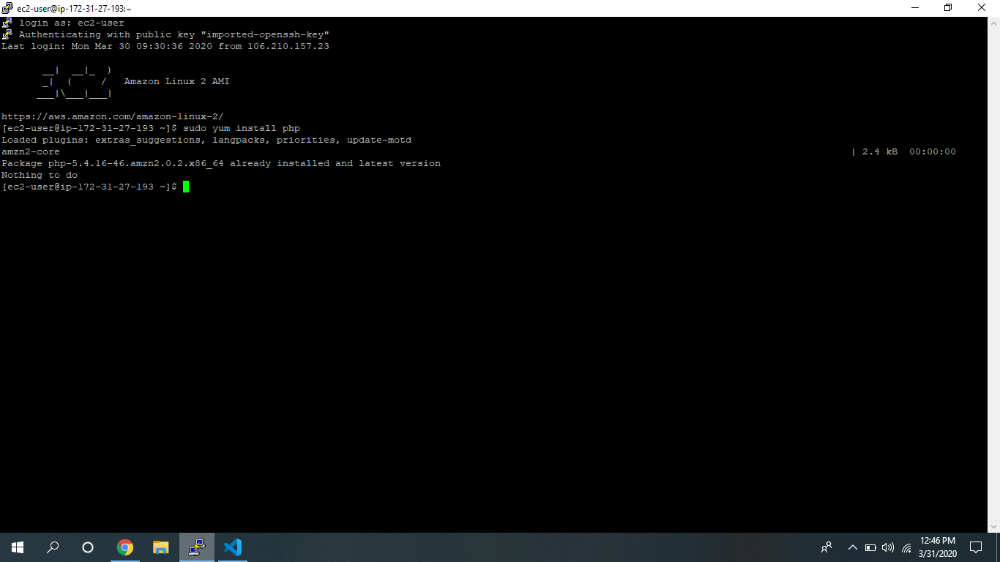 ec2-user@ip-172-31-27-193:~
login as: ec2-user
Authenticating with public key "imported-openssh-key"
Last login: Mon Mar 30 09:30:36 2020 from 106.210.157.23
__|  __|_  )
_|  (     /   Amazon Linux 2 AMI
___|\___|___|
https://aws.amazon.com/amazon-linux-2/
[ec2-user@ip-172-31-27-193 ~]$ sudo yum install php
Loaded plugins: extras_suggestions, langpacks, priorities, update-motd
amzn2-core | 2.4 kB 00:00:00
Package php-5.4.16-46.amzn2.0.2.x86_64 already installed and latest version
Nothing to do
[ec2-user@ip-172-31-27-193 ~]$
12:46 PM
3/31/2020